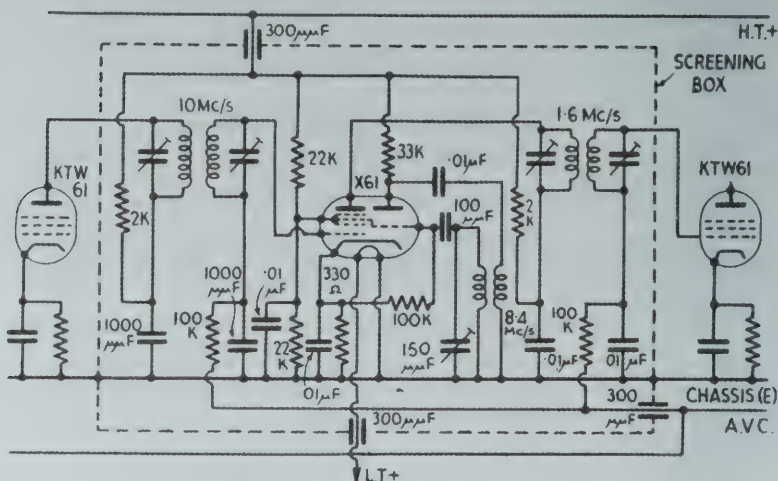 300μμF
H.T.+
SCREENING
BOX
10Mc/s
1·6Mc/s
KTW
61
22K
33K
·01μF
X61
KTW61
2K
100
μμF
2
K
1000
μμF
·01
μF
330
Ω
100K
8·4
Mc/s
100
K
1000
μμF
100
K
22
K
·01μF
150
μμF
·01μF
·01μF
CHASSIS(E)
300
μμF
A.V.C.
300μμF
L.T.+